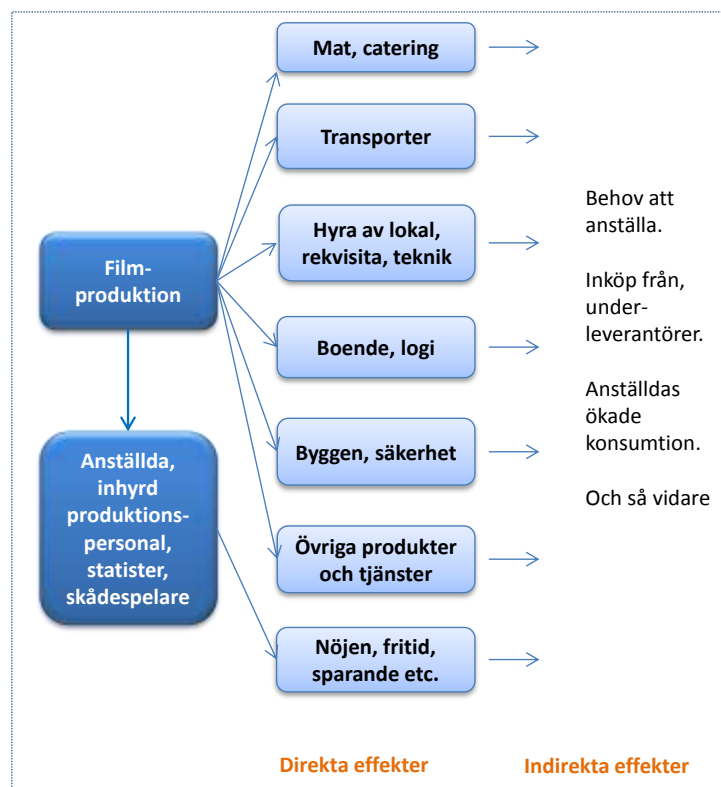 Film-
produktion
Anställda,
inhyrd
produktions-
personal,
statister,
skådespelare
Mat, catering
Transporter
Hyra av lokal,
rekvisita, teknik
Boende, logi
Byggen, säkerhet
Övriga produkter
och tjänster
Nöjen, fritid,
sparande etc.
Behov att
anställa.
Inköp från,
under-
leverantörer.
Anställdas
ökade
konsumtion.
Och så vidare
Direkta effekter
Indirekta effekter